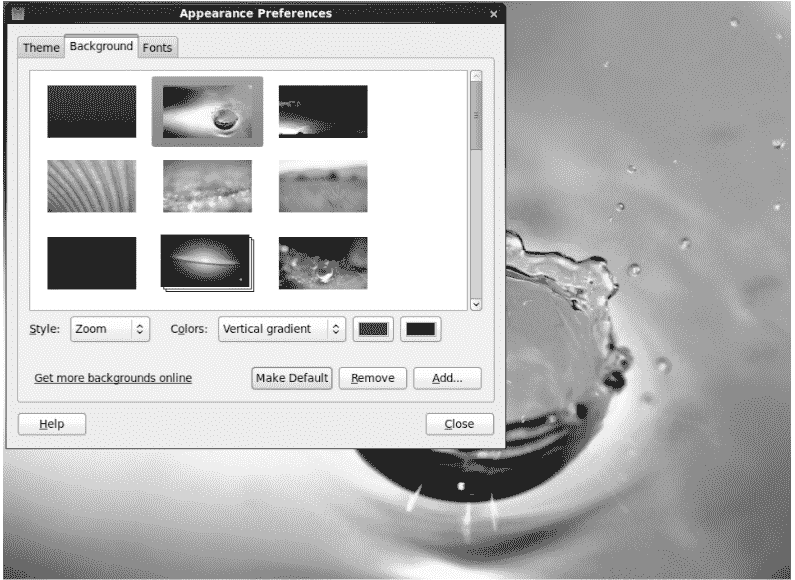 Appearance Preferences
Theme Background Fonts
Style: Zoom Colors: Vertical gradient
Get more backgrounds online Make Default Remove Add...
Help Close